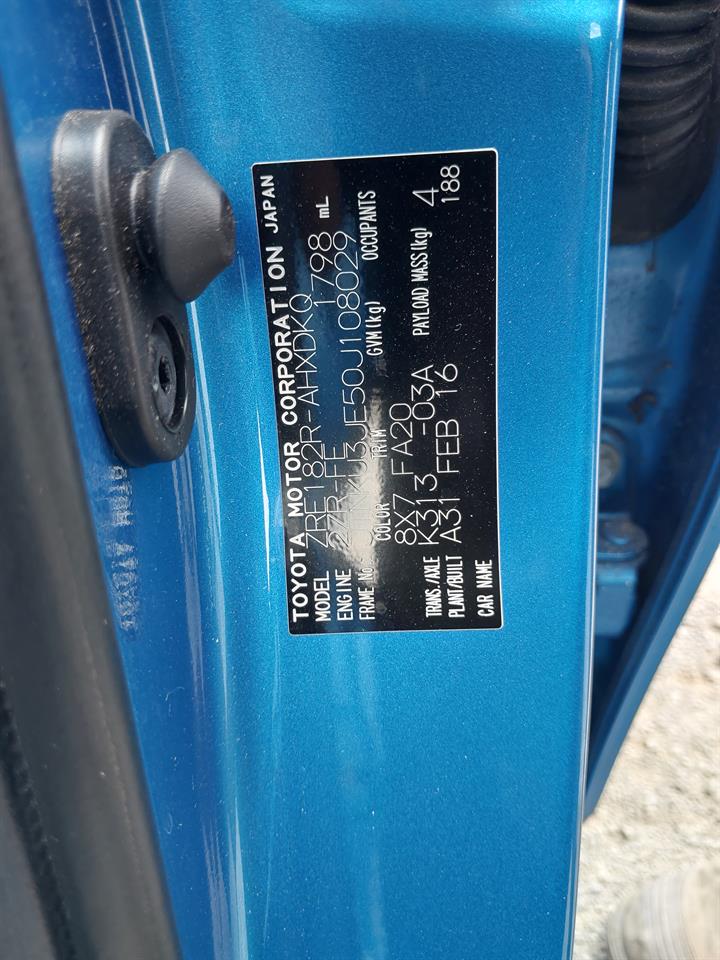 TOYOTA MOTOR CORPORATION JAPAN
MODEL ZRE182R-AHXDKQ
ENGINE 2ZR-FE 1798 mL
FRAME No. JE50J108029
COLOR TRIM GVM(kg) OCCUPANTS
8X7 FA20 4
TRANS./AXLE K313 -03A PAYLOAD MASS(kg) 188
PLANT/BUILT A31 FEB 16
CAR NAME